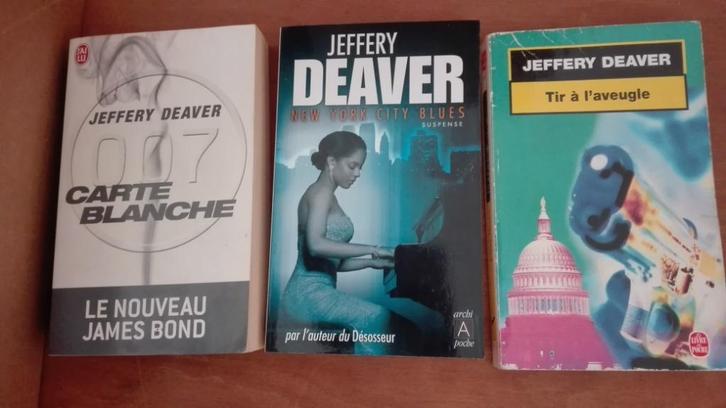 J'AI
LU
JEFFERY DEAVER
007
CARTE
BLANCHE
LE NOUVEAU
JAMES BOND
JEFFERY
DEAVER
NEW YORK CITY BLUES
SUSPENSE
par l'auteur du Désosseur
archi
A
poche
JEFFERY DEAVER
Tir à l'aveugle
LE LIVRE
DE POCHE